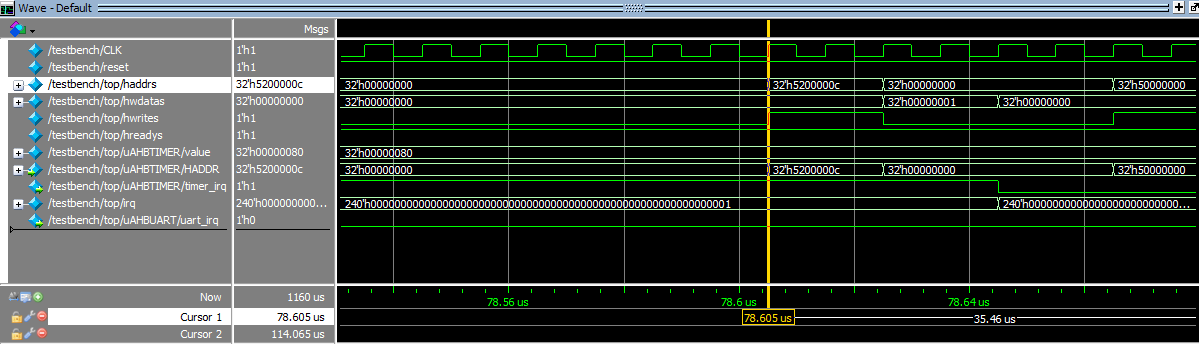 Wave - Default
Msgs
/testbench/CLK 1'h1
/testbench/reset 1'h1
/testbench/top/haddrs 32'h5200000c 32'h00000000 32'h5200000c 32'h00000000 32'h50000000
/testbench/top/hwdatas 32'h00000000 32'h00000000 32'h00000001 32'h00000000
/testbench/top/hwrites 1'h1
/testbench/top/hreadys 1'h1
/testbench/top/uAHBTIMER/value 32'h00000080 32'h00000080
/testbench/top/uAHBTIMER/HADDR 32'h5200000c 32'h00000000 32'h5200000c 32'h00000000 32'h50000000
/testbench/top/uAHBTIMER/timer_irq 1'h1
/testbench/top/irq 240'h000000000... 240'h000000000000000000000000000000000000000000000000000000000001 240'h000000000000000000000000000...
/testbench/top/uAHBUART/uart_irq 1'h0
Now 1160 us 78.56 us 78.6 us 78.64 us
Cursor 1 78.605 us 78.605 us 35.46 us
Cursor 2 114.065 us